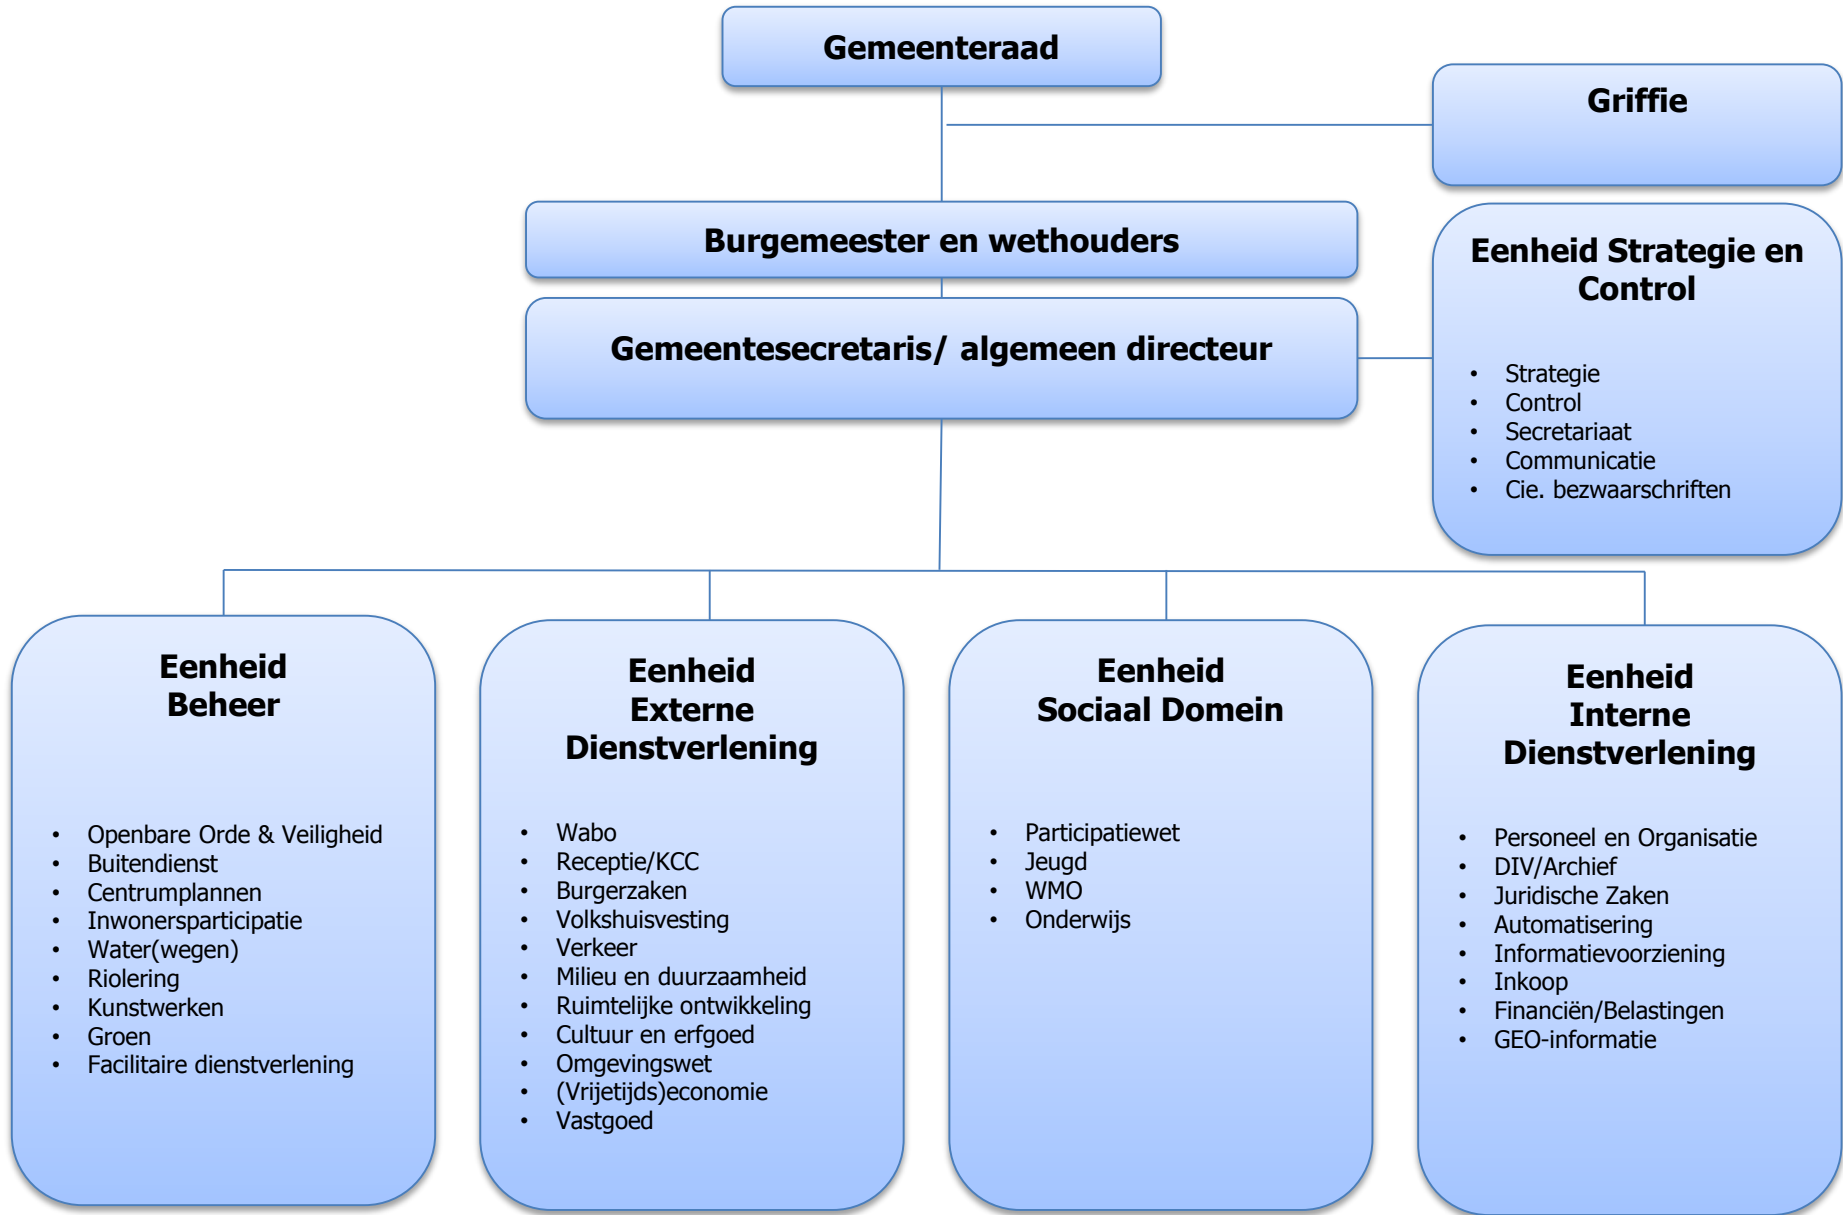 Gemeenteraad
Griffie
Burgemeester en wethouders
Gemeentesecretaris/ algemeen directeur
Eenheid Strategie en
Control
• Strategie
• Control
• Secretariaat
• Communicatie
• Cie. bezwaarschriften
Eenheid
Beheer
• Openbare Orde & Veiligheid
• Buitendienst
• Centrumplannen
• Inwonersparticipatie
• Water(wegen)
• Riolering
• Kunstwerken
• Groen
• Facilitaire dienstverlening
Eenheid
Externe
Dienstverlening
• Wabo
• Receptie/KCC
• Burgerzaken
• Volkshuisvesting
• Verkeer
• Milieu en duurzaamheid
• Ruimtelijke ontwikkeling
• Cultuur en erfgoed
• Omgevingswet
• (Vrijetijds)economie
• Vastgoed
Eenheid
Sociaal Domein
• Participatiewet
• Jeugd
• WMO
• Onderwijs
Eenheid
Interne
Dienstverlening
• Personeel en Organisatie
• DIV/Archief
• Juridische Zaken
• Automatisering
• Informatievoorziening
• Inkoop
• Financiën/Belastingen
• GEO-informatie